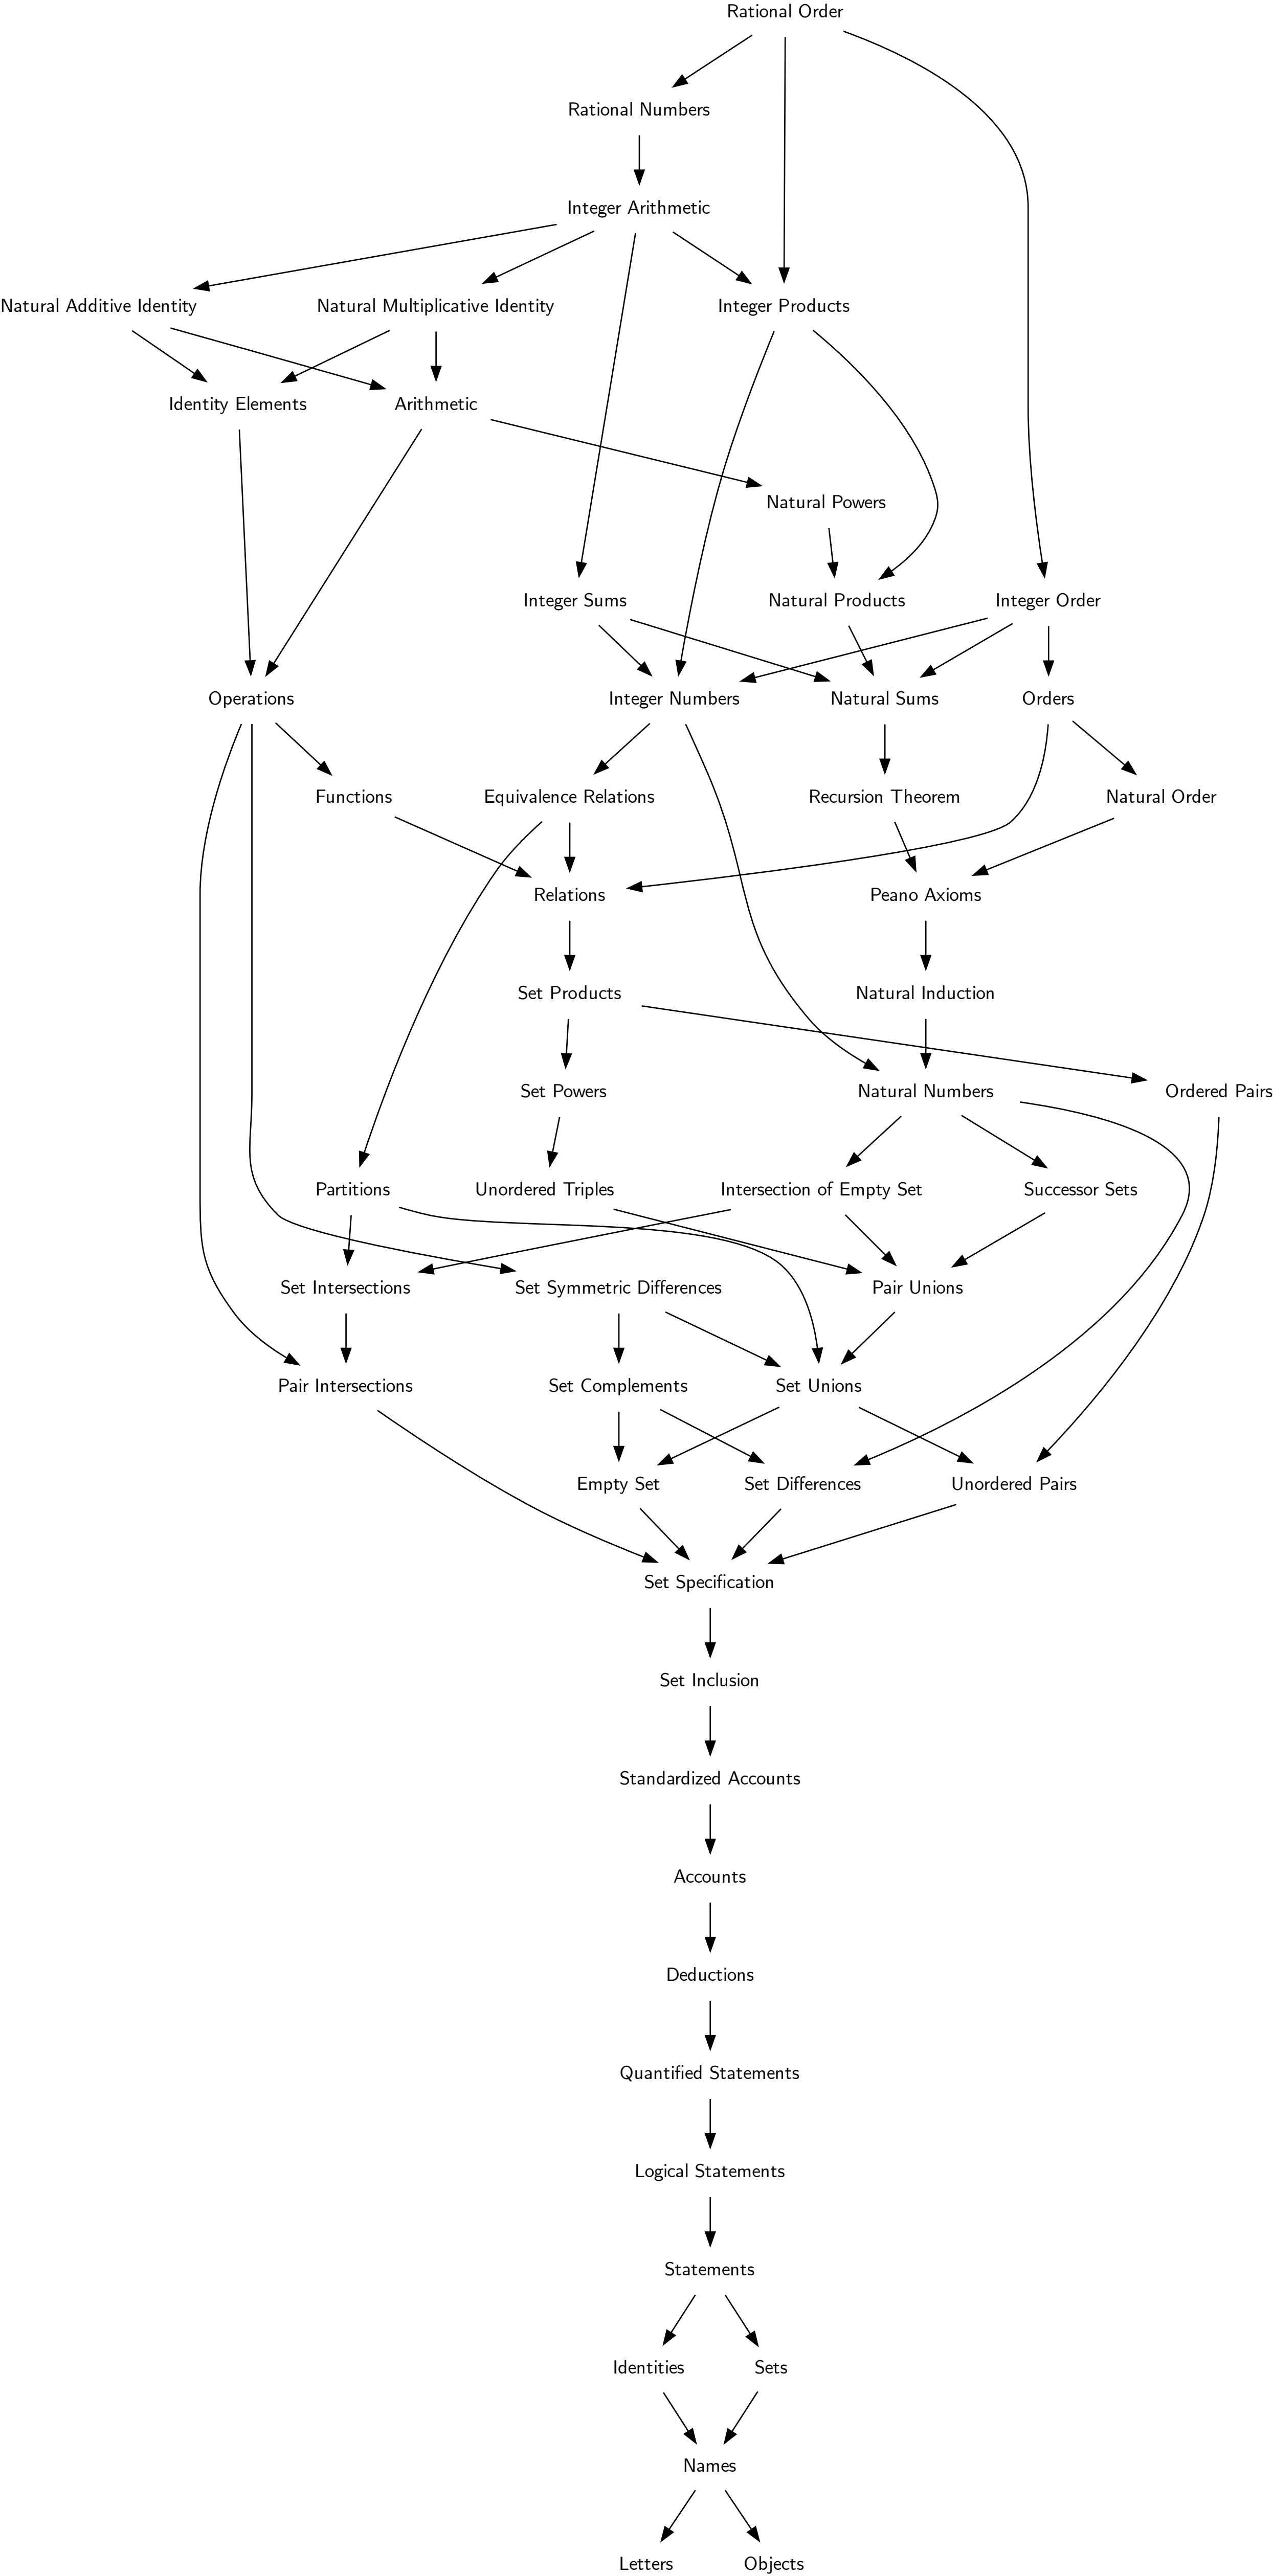 Rational Order
Rational Numbers
Integer Arithmetic
Natural Additive Identity
Natural Multiplicative Identity
Integer Products
Identity Elements
Arithmetic
Natural Powers
Integer Sums
Natural Products
Integer Order
Operations
Integer Numbers
Natural Sums
Orders
Functions
Equivalence Relations
Recursion Theorem
Natural Order
Relations
Peano Axioms
Set Products
Natural Induction
Set Powers
Natural Numbers
Ordered Pairs
Partitions
Unordered Triples
Intersection of Empty Set
Successor Sets
Set Intersections
Set Symmetric Differences
Pair Unions
Pair Intersections
Set Complements
Set Unions
Empty Set
Set Differences
Unordered Pairs
Set Specification
Set Inclusion
Standardized Accounts
Accounts
Deductions
Quantified Statements
Logical Statements
Statements
Identities
Sets
Names
Letters
Objects